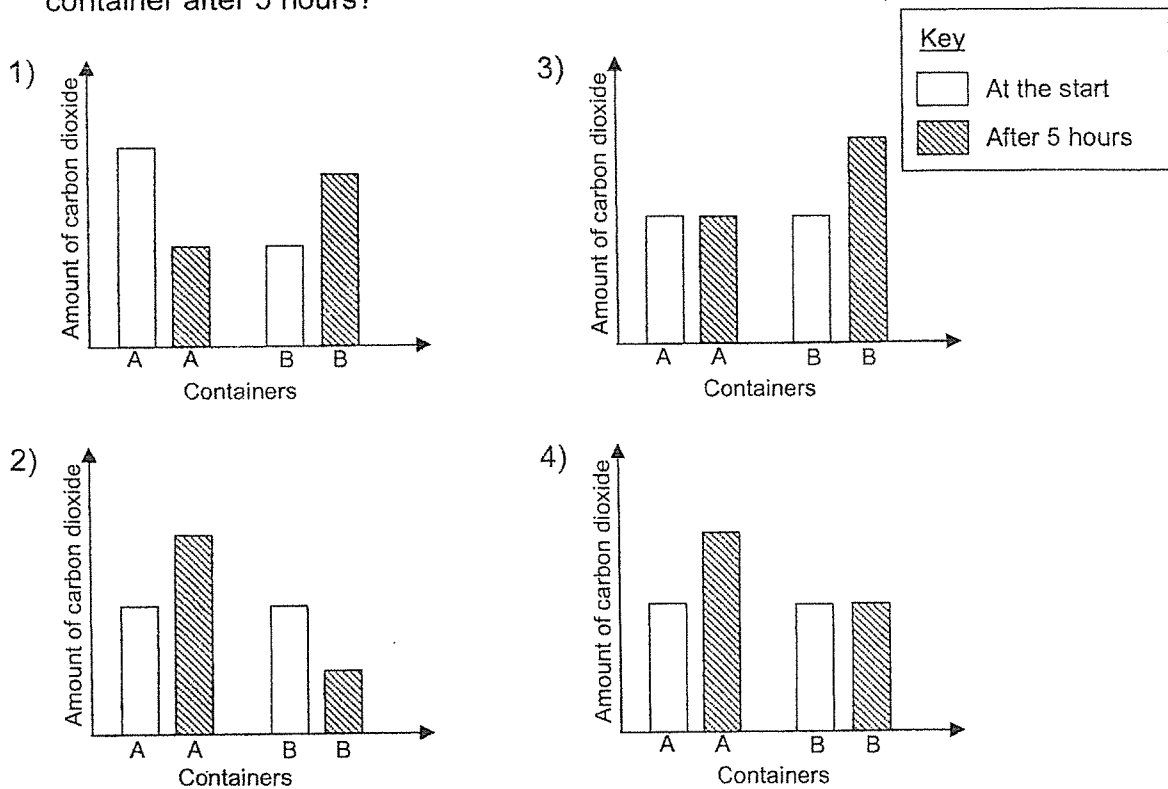 container after 5 hours?
Key
At the start
After 5 hours
1)
Amount of carbon dioxide
A A B B
Containers
3)
Amount of carbon dioxide
A A B B
Containers
2)
Amount of carbon dioxide
A A B B
Containers
4)
Amount of carbon dioxide
A A B B
Containers